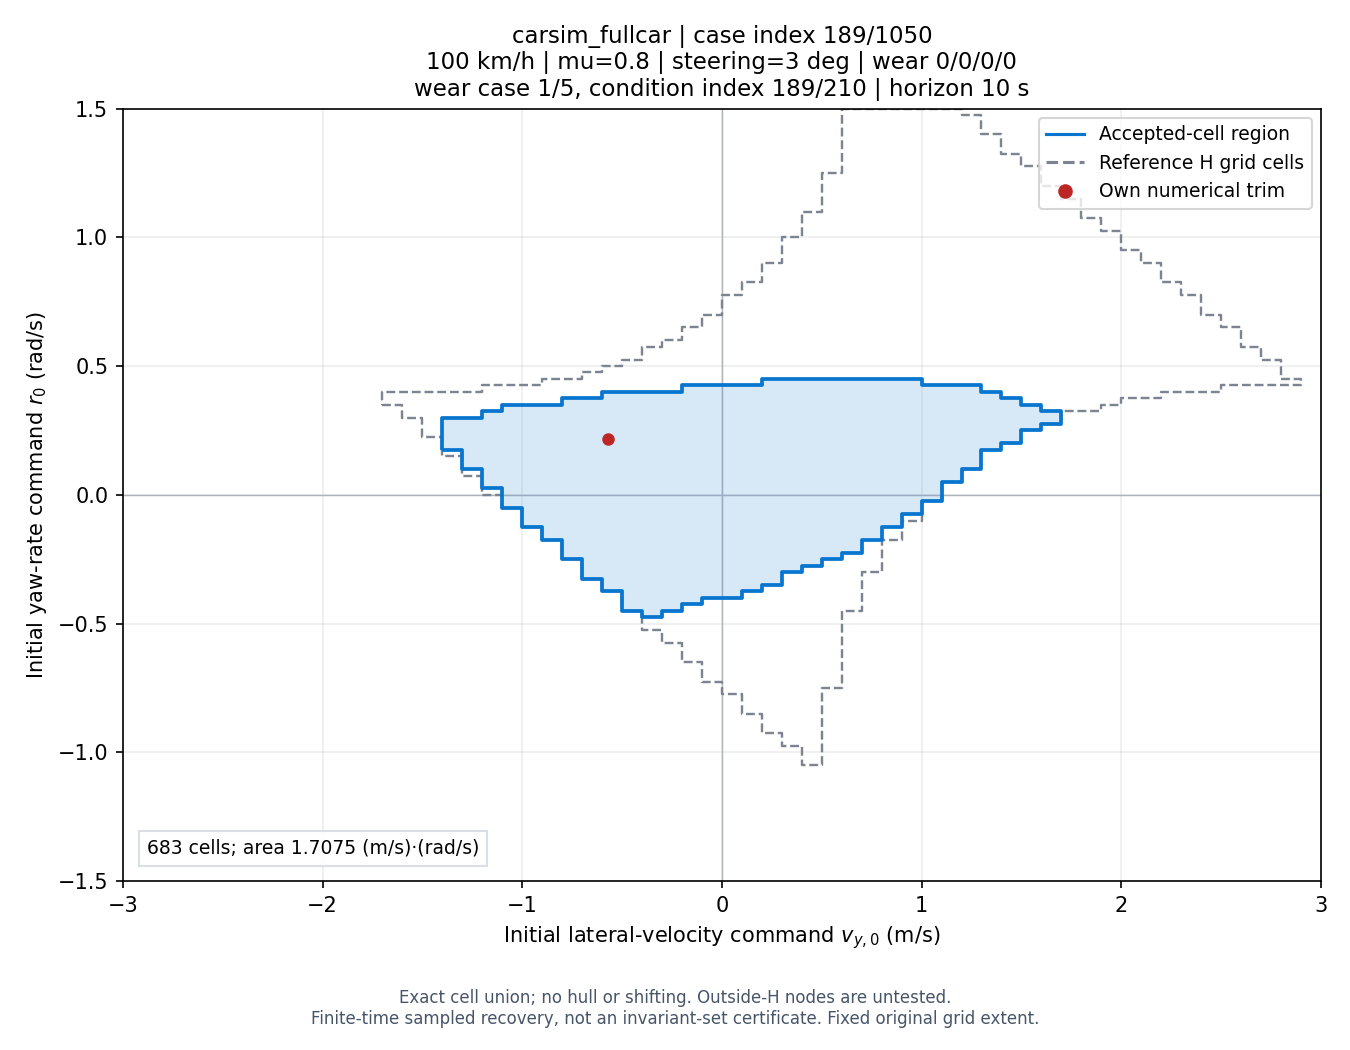 carsim_fullcar | case index 189/1050
100 km/h | mu=0.8 | steering=3 deg | wear 0/0/0/0
wear case 1/5, condition index 189/210 | horizon 10 s
Accepted-cell region
Reference H grid cells
Own numerical trim
1.5
1.0
0.5
0.0
−0.5
−1.0
−1.5
Initial yaw-rate command r₀ (rad/s)
683 cells; area 1.7075 (m/s)·(rad/s)
−3 −2 −1 0 1 2 3
Initial lateral-velocity command v_{y,0} (m/s)
Exact cell union; no hull or shifting. Outside-H nodes are untested.
Finite-time sampled recovery, not an invariant-set certificate. Fixed original grid extent.